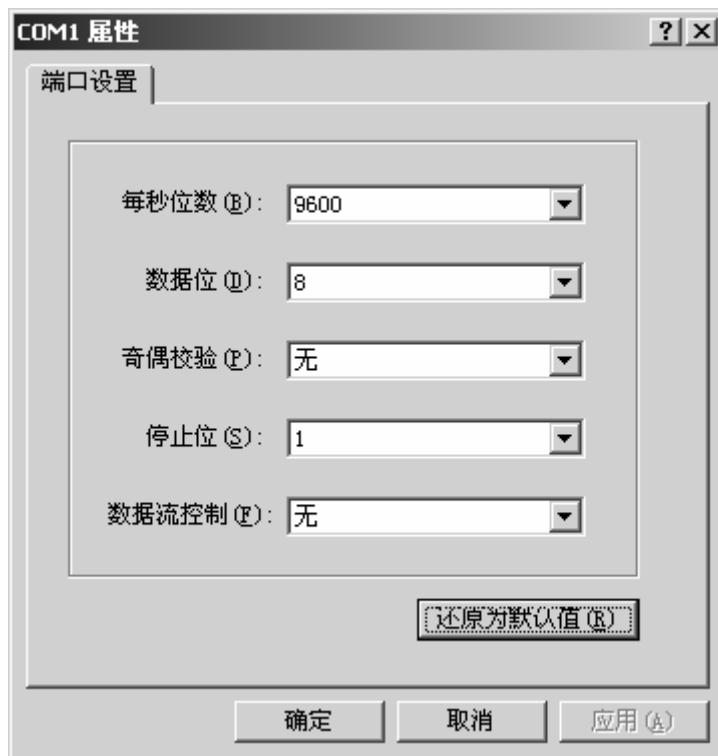 COM1 属性
端口设置
每秒位数(B): 9600
数据位(D): 8
奇偶校验(P): 无
停止位(S): 1
数据流控制(F): 无
还原为默认值(R)
确定 取消 应用(A)